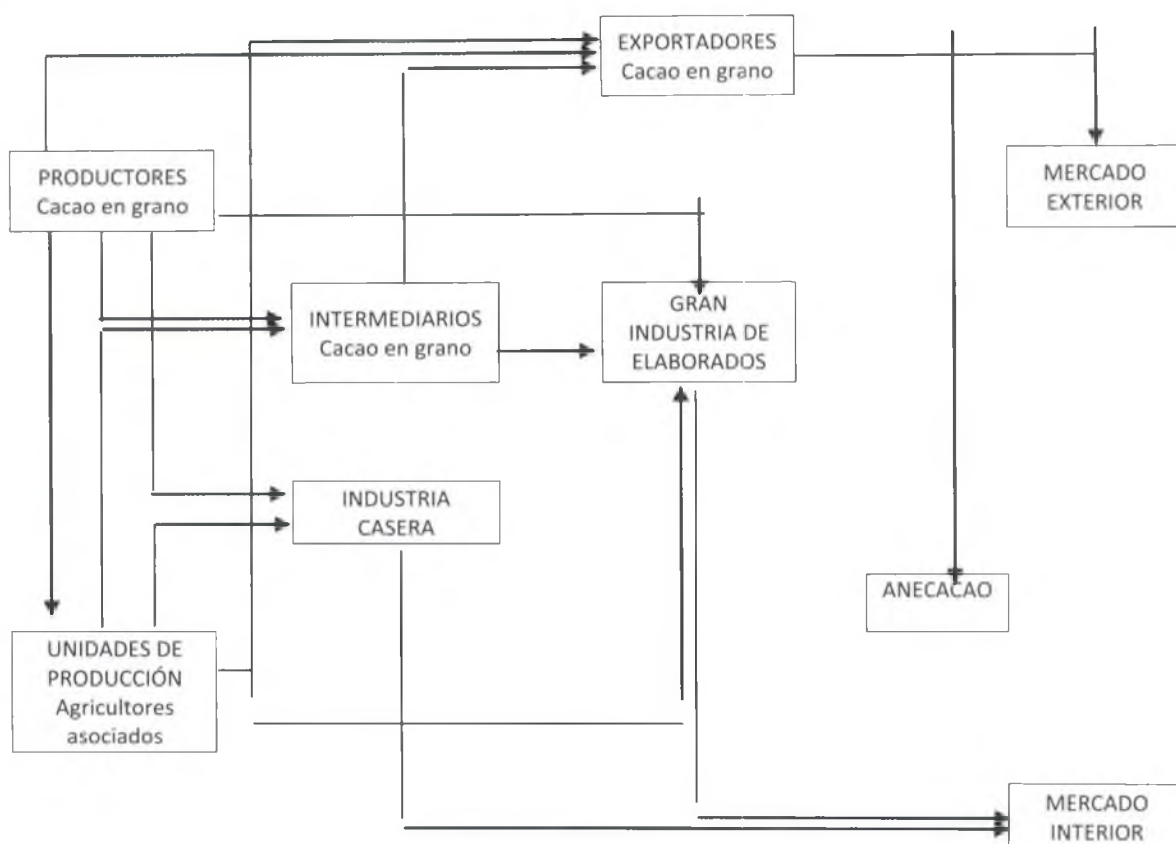 EXPORTADORES
Cacao en grano
PRODUCTORES
Cacao en grano
MERCADO
EXTERIOR
INTERMEDIARIOS
Cacao en grano
GRAN
INDUSTRIA DE
ELABORADOS
INDUSTRIA
CASERA
ANECACAO
UNIDADES DE
PRODUCCIÓN
Agricultores
asociados
MERCADO
INTERIOR